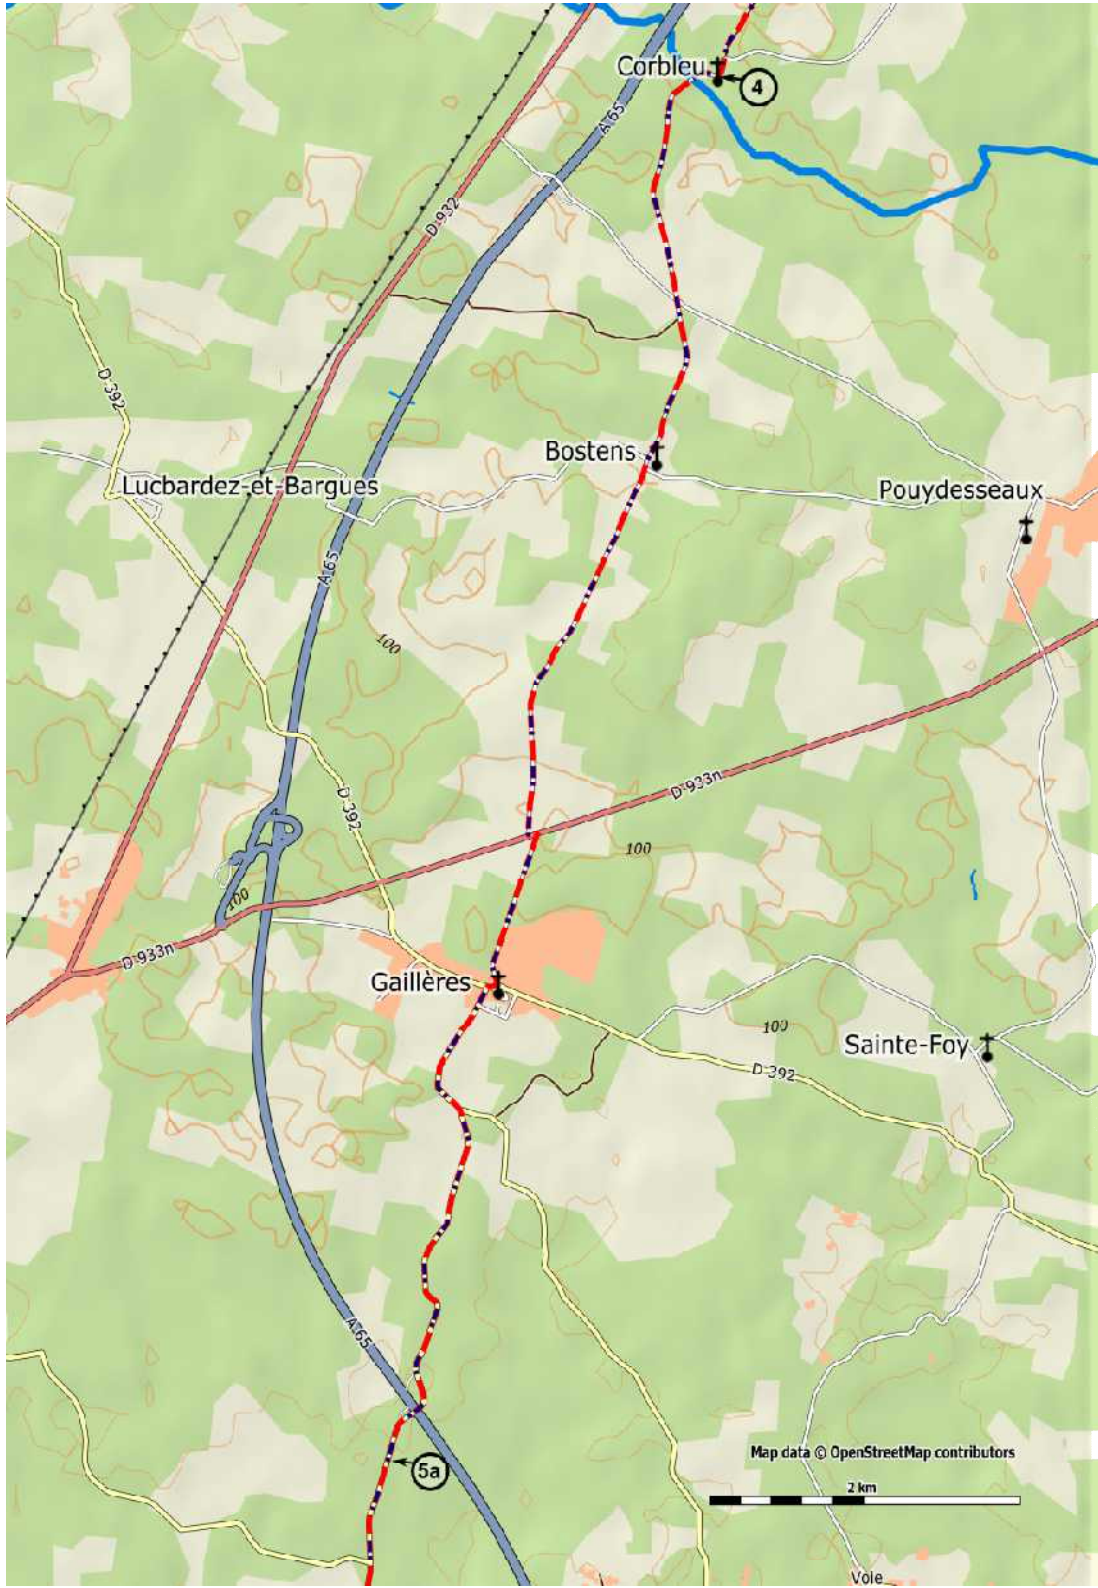 Corbleu
4
A 65
D 932
D 392
Bostens
Lucbardez-et-Bargues
Pouydesseaux
A 65
100
D 933n
D 392
100
100
D 933n
Gaillères
100
Sainte-Foy
D 392
A 65
Map data © OpenStreetMap contributors
5a
2 km
Voie